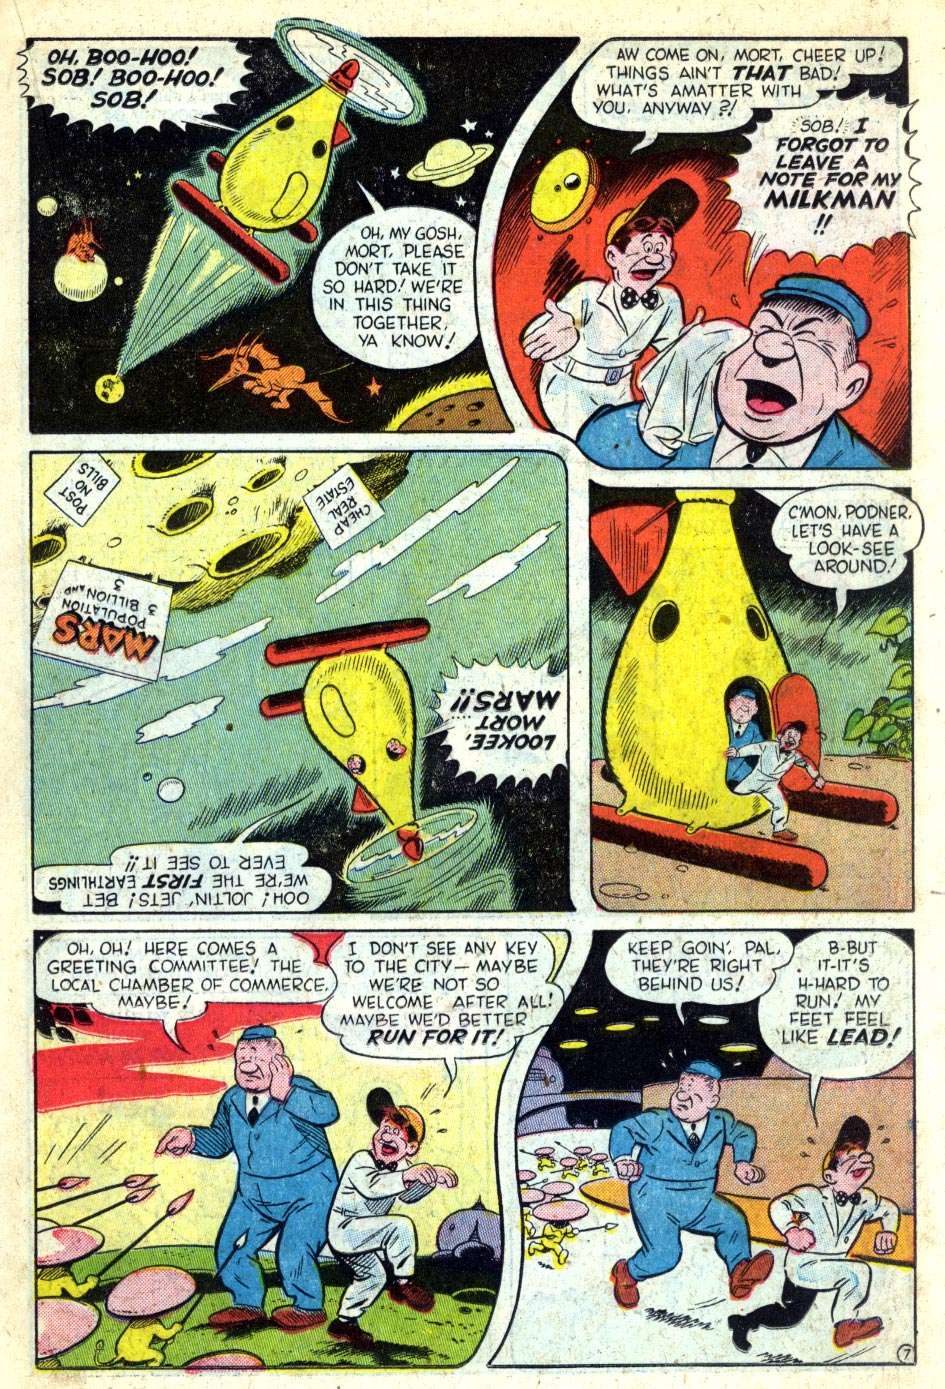 OH, BOO-HOO!
SOB! BOO-HOO!
SOB!
OH, MY GOSH,
MORT, PLEASE
DON'T TAKE IT
SO HARD! WE'RE
IN THIS THING
TOGETHER,
YA KNOW!
AW COME ON, MORT, CHEER UP!
THINGS AIN'T THAT BAD!
WHAT'S AMATTER WITH
YOU, ANYWAY?!
SOB! I
FORGOT TO
LEAVE A
NOTE FOR MY
MILKMAN
!!
POST
NO
BILLS
CHEAP
REAL
ESTATE
MARS
POPULATION
3 BILLION AND
3
LOOKEE,
MORT ....
MARS!!
OOH! JOLTIN' JETS! BET
WE'RE THE FIRST EARTHLINGS
EVER TO SEE IT!!
C'MON, PODNER,
LET'S HAVE A
LOOK-SEE
AROUND!
OH, OH! HERE COMES A
GREETING COMMITTEE! THE
LOCAL CHAMBER OF COMMERCE,
MAYBE!
I DON'T SEE ANY KEY
TO THE CITY— MAYBE
WE'RE NOT SO
WELCOME AFTER ALL!
MAYBE WE'D BETTER
RUN FOR IT!
KEEP GOIN', PAL,
THEY'RE RIGHT
BEHIND US!
B-BUT
IT-IT'S
H-HARD TO
RUN! MY
FEET FEEL
LIKE LEAD!
7